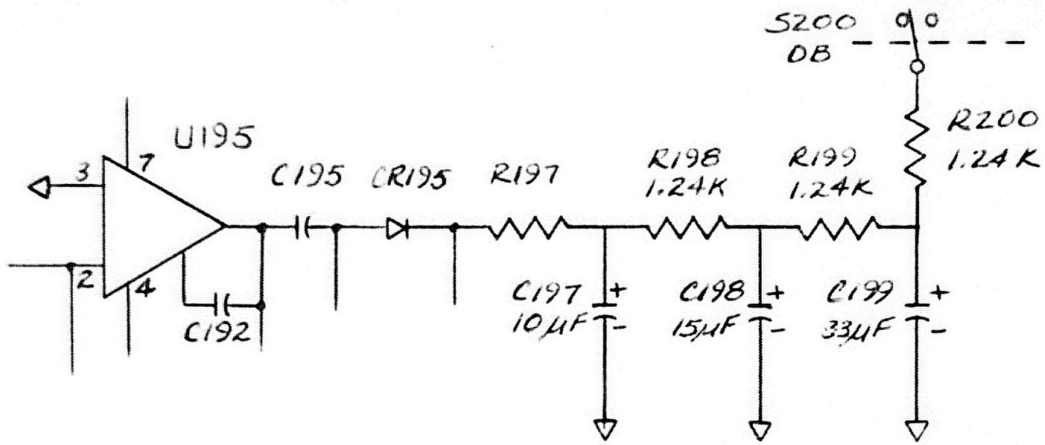 S200
DB
U195
3
7
2
4
C195
CR195
R197
R198
1.24K
R199
1.24K
R200
1.24K
C192
C197
10µF
+
-
C198
15µF
+
-
C199
33µF
+
-